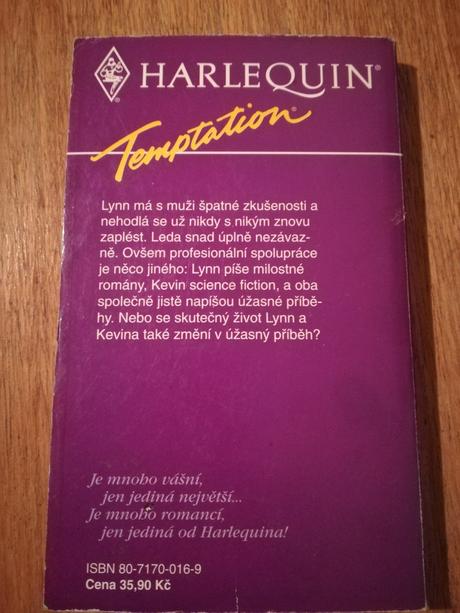 HARLEQUIN®
®
Temptation®
Lynn má s muži špatné zkušenosti a
nehodlá se už nikdy s nikým znovu
zaplést. Leda snad úplně nezávaz-
ně. Ovšem profesionální spolupráce
je něco jiného: Lynn píše milostné
romány, Kevin science fiction, a oba
společně jistě napíšou úžasné příbě-
hy. Nebo se skutečný život Lynn a
Kevina také změní v úžasný příběh?
Je mnoho vášní,
jen jediná největší...
Je mnoho romancí,
jen jediná od Harlequina!
ISBN 80-7170-016-9
Cena 35,90 Kč